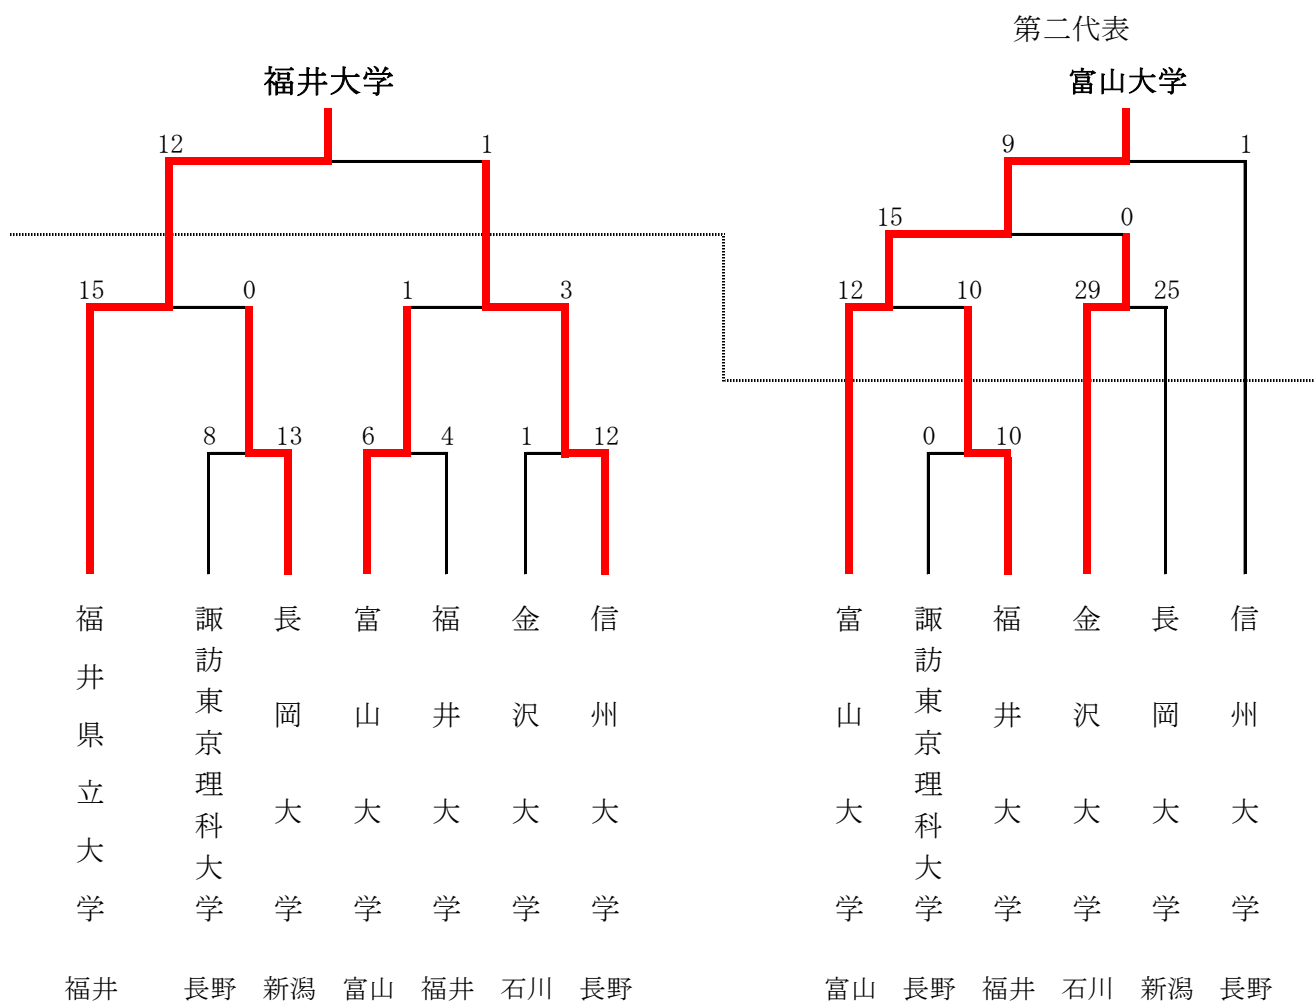 第二代表
福井大学
富山大学
12
1
9
1
15
0
15
0
1
3
12
10
29
25
8
13
6
4
1
12
0
10
福井県立大学
諏訪東京理科大学
長岡大学
富山大学
福井大学
金沢大学
信州大学
富山大学
諏訪東京理科大学
福井大学
金沢大学
長岡大学
信州大学
福井
長野
新潟
富山
福井
石川
長野
富山
長野
福井
石川
新潟
長野